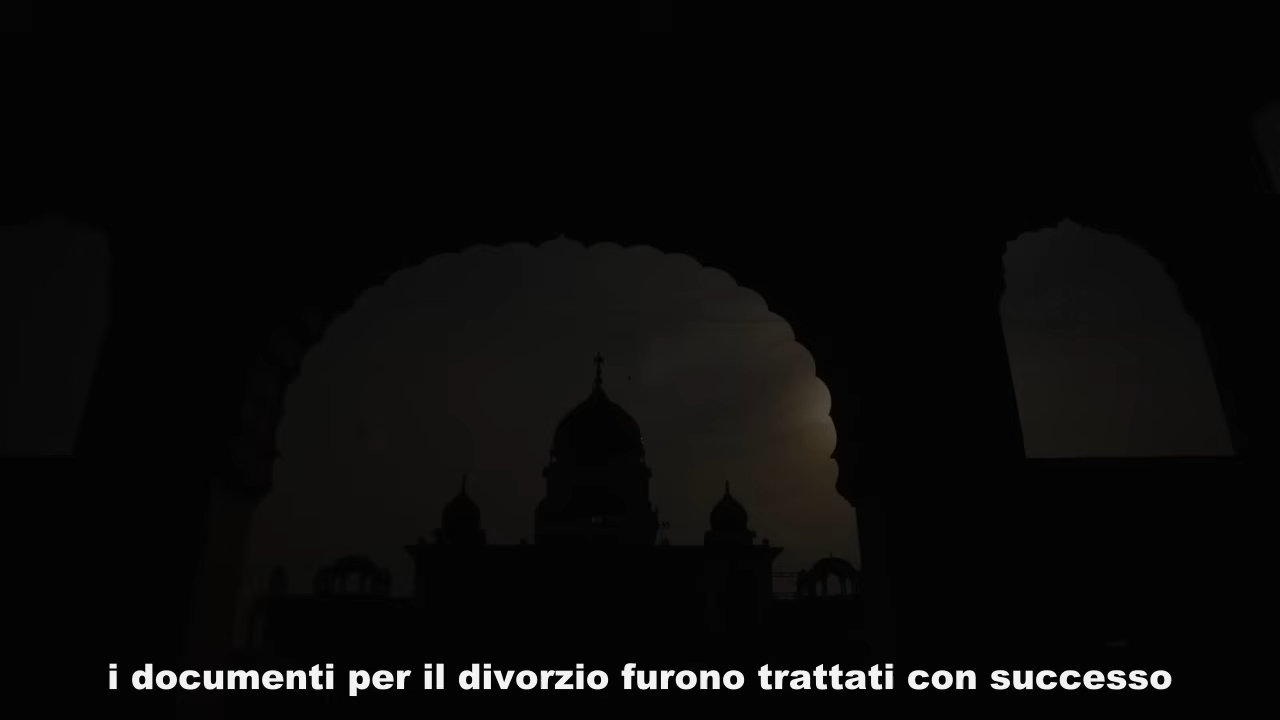 i documenti per il divorzio furono trattati con successo